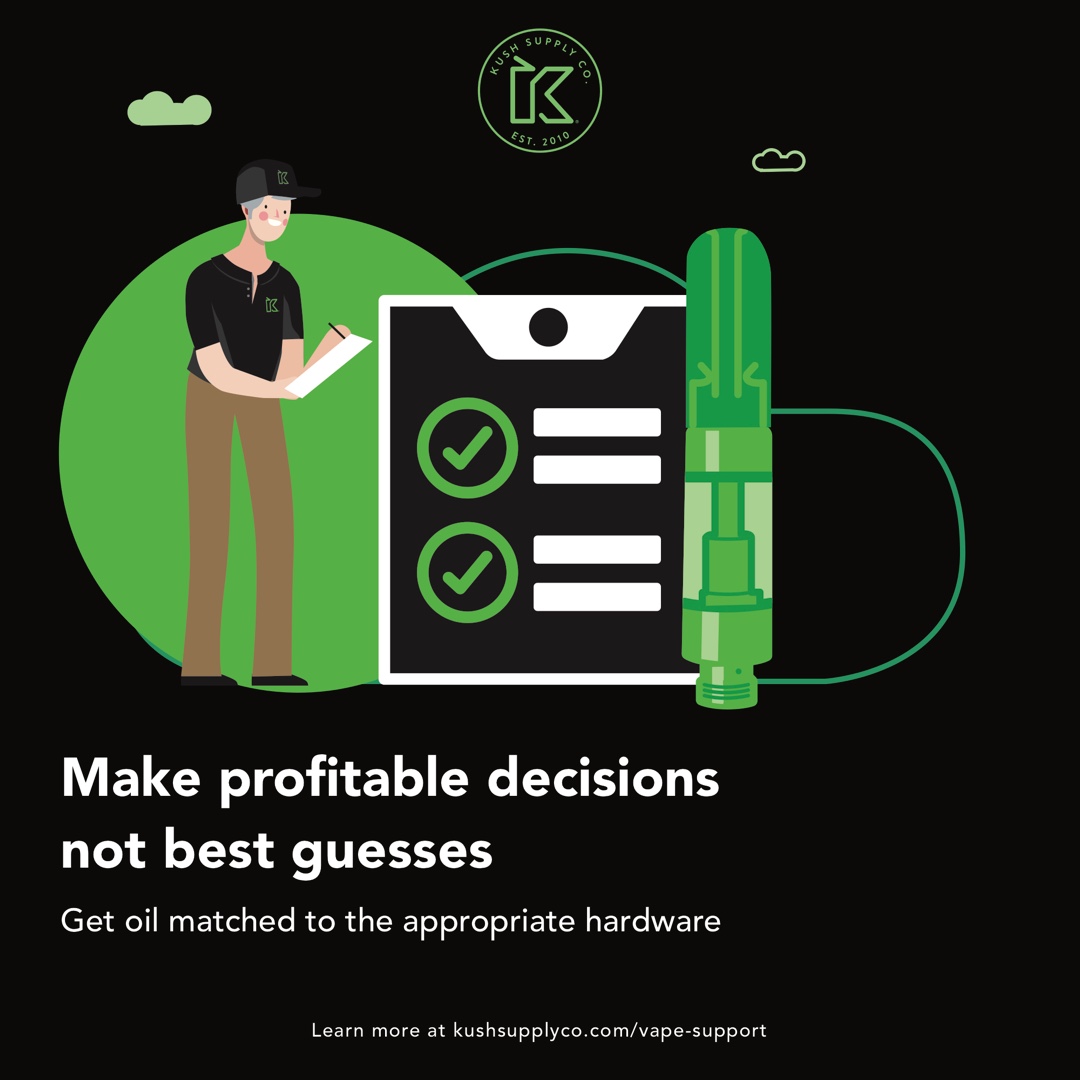 KUSH SUPPLY CO.
K
EST. 2010
Make profitable decisions
not best guesses
Get oil matched to the appropriate hardware
Learn more at kushsupplyco.com/vape-support